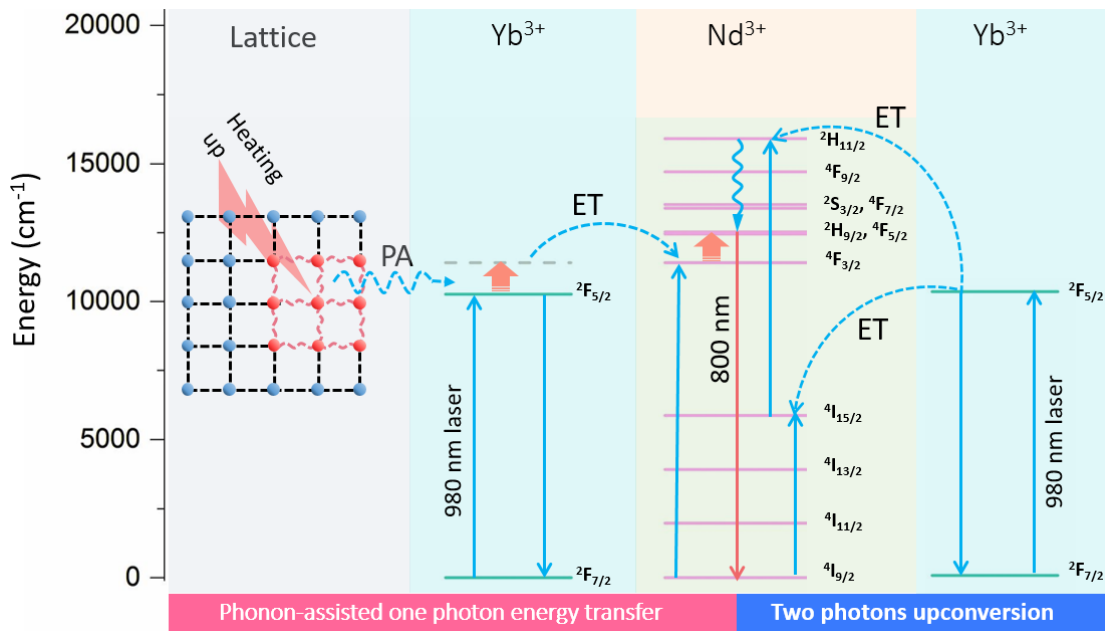 20000
15000
10000
5000
0
Energy (cm⁻¹)
Lattice
Yb³⁺
Nd³⁺
Yb³⁺
Heating
up
PA
ET
ET
ET
²H₁₁/₂
⁴F₉/₂
²S₃/₂, ⁴F₇/₂
²H₉/₂, ⁴F₅/₂
⁴F₃/₂
²F₅/₂
²F₅/₂
980 nm laser
800 nm
980 nm laser
⁴I₁₅/₂
⁴I₁₃/₂
⁴I₁₁/₂
⁴I₉/₂
²F₇/₂
²F₇/₂
Phonon-assisted one photon energy transfer
Two photons upconversion